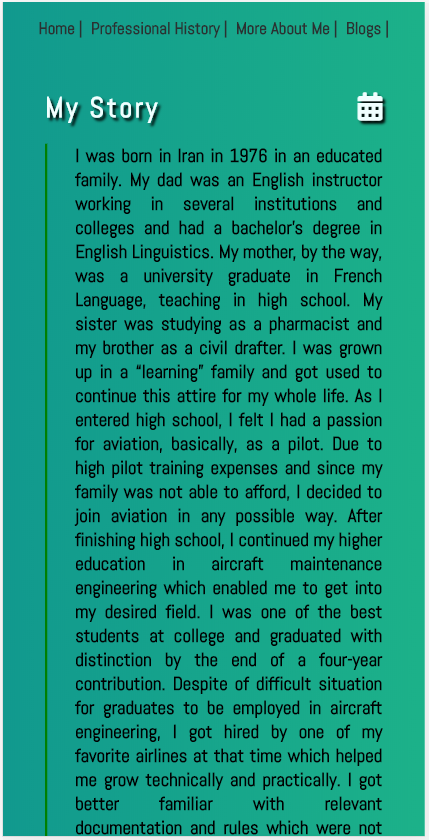 Home | Professional History | More About Me | Blogs |
My Story
I was born in Iran in 1976 in an educated
family. My dad was an English instructor
working in several institutions and
colleges and had a bachelor's degree in
English Linguistics. My mother, by the way,
was a university graduate in French
Language, teaching in high school. My
sister was studying as a pharmacist and
my brother as a civil drafter. I was grown
up in a “learning” family and got used to
continue this attire for my whole life. As I
entered high school, I felt I had a passion
for aviation, basically, as a pilot. Due to
high pilot training expenses and since my
family was not able to afford, I decided to
join aviation in any possible way. After
finishing high school, I continued my higher
education in aircraft maintenance
engineering which enabled me to get into
my desired field. I was one of the best
students at college and graduated with
distinction by the end of a four-year
contribution. Despite of difficult situation
for graduates to be employed in aircraft
engineering, I got hired by one of my
favorite airlines at that time which helped
me grow technically and practically. I got
better familiar with relevant
documentation and rules which were not